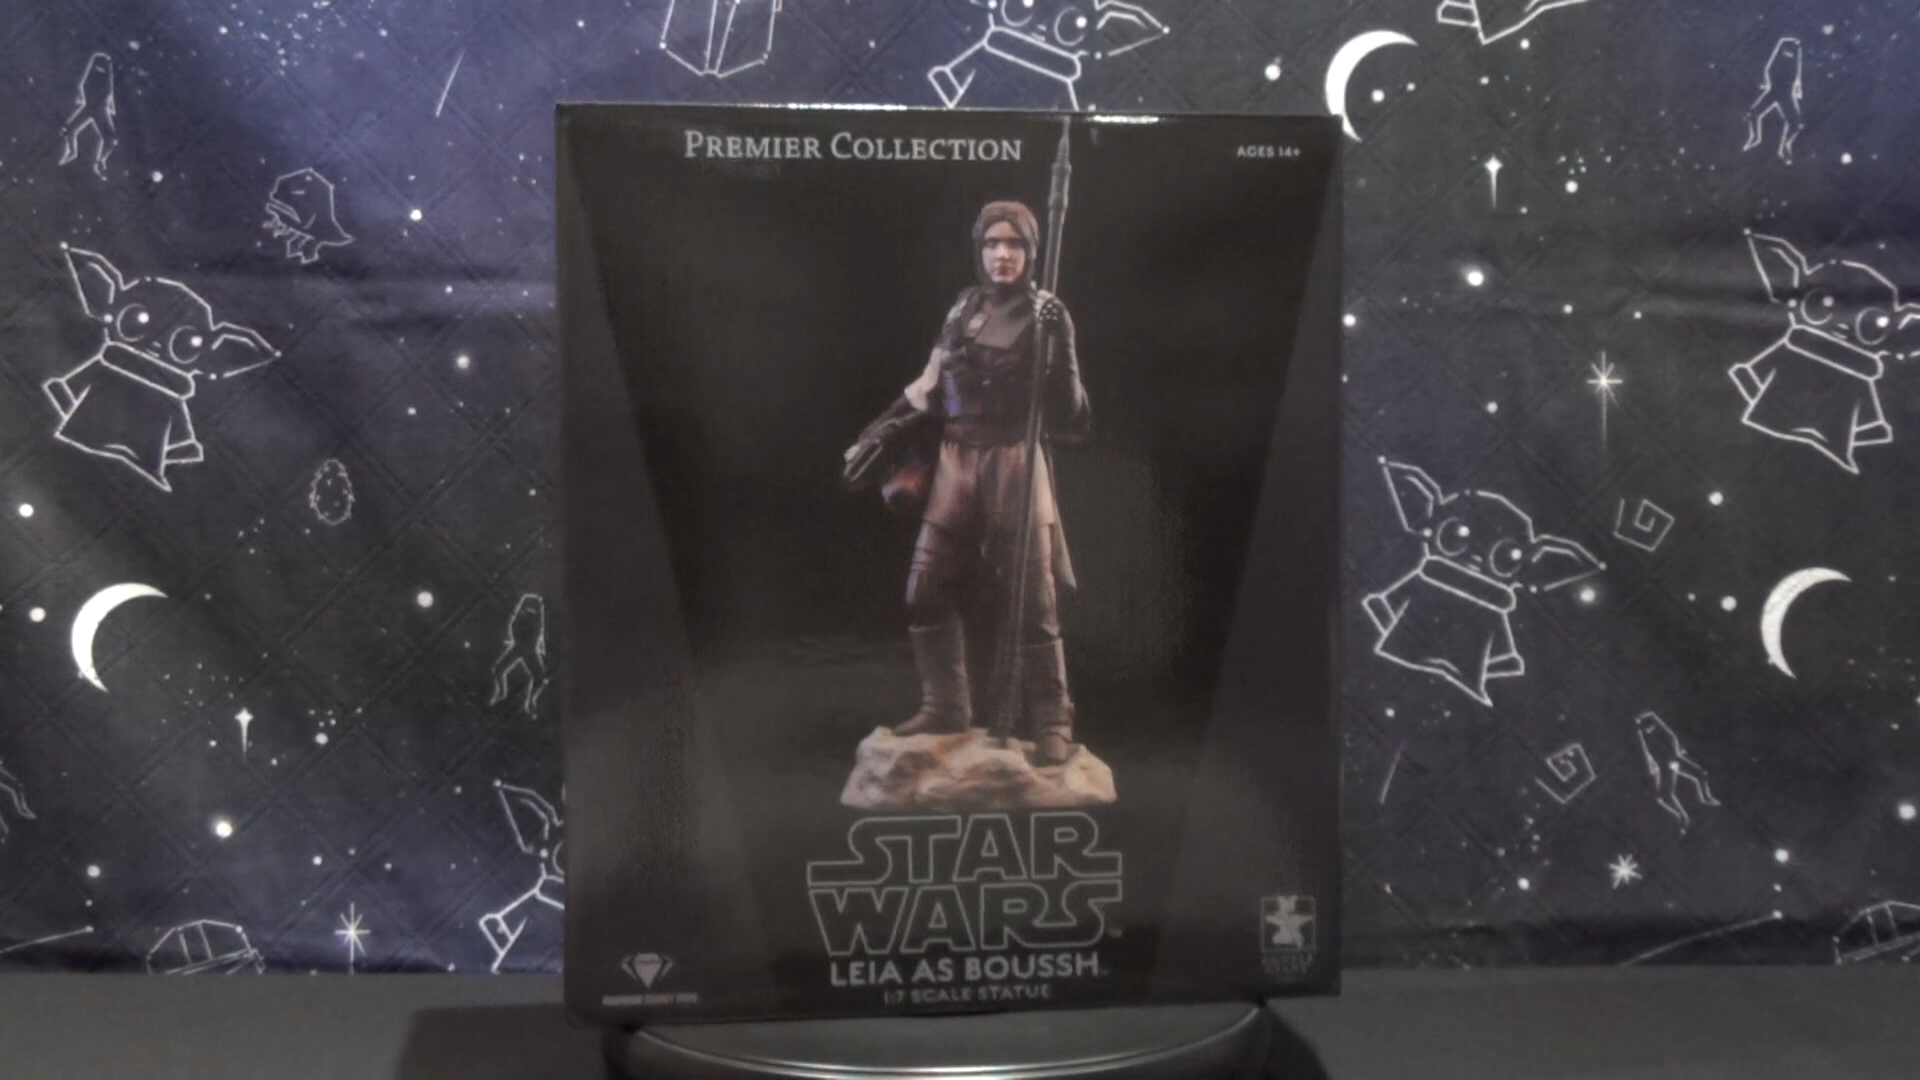 PREMIER COLLECTION
AGES 14+
STAR
WARS
LEIA AS BOUSSH
1:7 SCALE STATUE